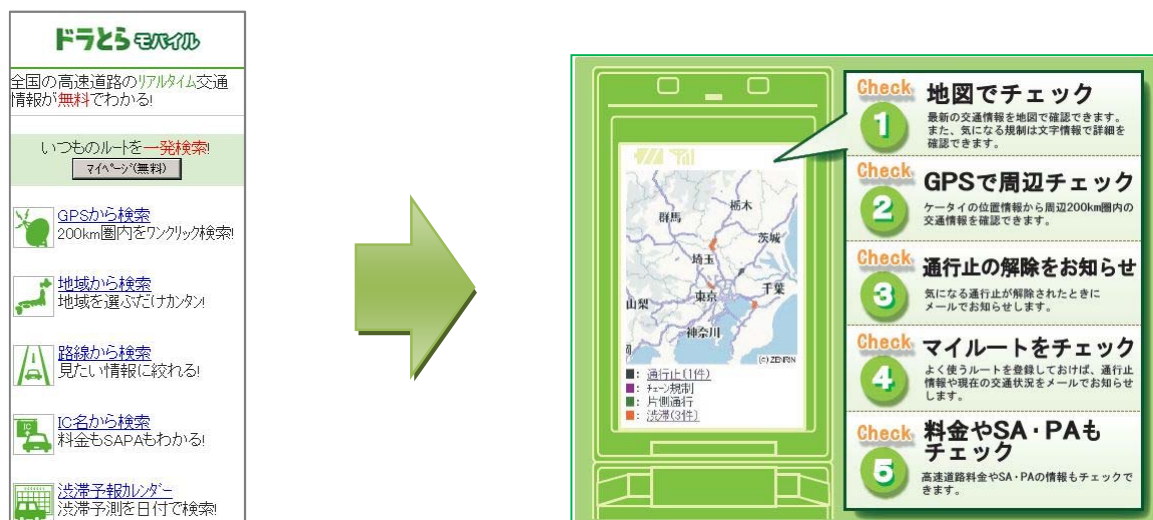 ドラとらモバイル
全国の高速道路のリアルタイム交通
情報が無料でわかる!
いつものルートを一発検索!
マイページ(無料)
GPSから検索
200km圏内をワンクリック検索!
地域から検索
地域を選ぶだけカンタン!
路線から検索
見たい情報に絞れる!
IC
IC名から検索
料金もSAPAもわかる!
渋滞予報カレンダー
渋滞予測を日付で検索!
群馬
栃木
茨城
埼玉
東京
千葉
山梨
神奈川
(c)ZENRIN
■: 通行止(1件)
■: チェーン規制
■: 片側通行
■: 渋滞(3件)
Check
1
地図でチェック
最新の交通情報を地図で確認できます。
また、気になる規制は文字情報で詳細を
確認できます。
Check
2
GPSで周辺チェック
ケータイの位置情報から周辺200km圏内の
交通情報を確認できます。
Check
3
通行止の解除をお知らせ
気になる通行止が解除されたときに
メールでお知らせします。
Check
4
マイルートをチェック
よく使うルートを登録しておけば、通行止
情報や現在の交通状況をメールでお知らせ
します。
Check
5
料金やSA・PAも
チェック
高速道路料金やSA・PAの情報もチェックで
きます。